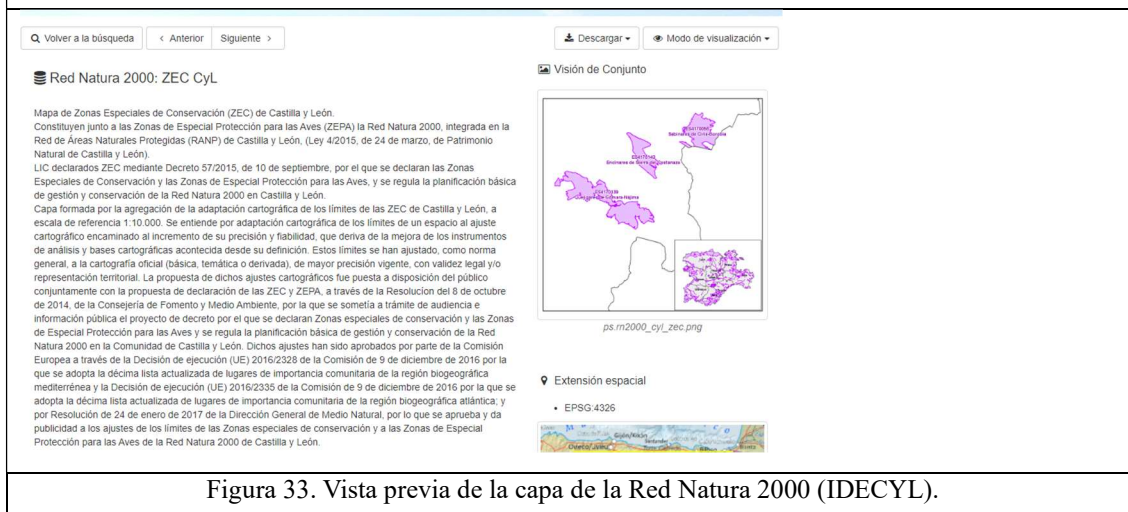 Volver a la búsqueda
< Anterior
Siguiente >
Descargar
Modo de visualización
Red Natura 2000: ZEC CyL
Mapa de Zonas Especiales de Conservación (ZEC) de Castilla y León.
Constituyen junto a las Zonas de Especial Protección para las Aves (ZEPA) la Red Natura 2000, integrada en la
Red de Áreas Naturales Protegidas (RANP) de Castilla y León, (Ley 4/2015, de 24 de marzo, de Patrimonio
Natural de Castilla y León).
LIC declarados ZEC mediante Decreto 57/2015, de 10 de septiembre, por el que se declaran las Zonas
Especiales de Conservación y las Zonas de Especial Protección para las Aves, y se regula la planificación básica
de gestión y conservación de la Red Natura 2000 en Castilla y León.
Capa formada por la agregación de la adaptación cartográfica de los límites de las ZEC de Castilla y León, a
escala de referencia 1:10.000. Se entiende por adaptación cartográfica de los límites de un espacio al ajuste
cartográfico encaminado al incremento de su precisión y fiabilidad, que deriva de la mejora de los instrumentos
de análisis y bases cartográficas acontecida desde su definición. Estos límites se han ajustado, como norma
general, a la cartografía oficial (básica, temática o derivada), de mayor precisión vigente, con validez legal y/o
representación territorial. La propuesta de dichos ajustes cartográficos fue puesta a disposición del público
conjuntamente con la propuesta de declaración de las ZEC y ZEPA, a través de la Resolucíon del 8 de octubre
de 2014, de la Consejería de Fomento y Medio Ambiente, por la que se sometía a trámite de audiencia e
información pública el proyecto de decreto por el que se declaran Zonas especiales de conservación y las Zonas
de Especial Protección para las Aves y se regula la planificación básica de gestión y conservación de la Red
Natura 2000 en la Comunidad de Castilla y León. Dichos ajustes han sido aprobados por parte de la Comisión
Europea a través de la Decisión de ejecución (UE) 2016/2328 de la Comisión de 9 de diciembre de 2016 por la
que se adopta la décima lista actualizada de lugares de importancia comunitaria de la región biogeográfica
mediterrénea y la Decisión de ejecución (UE) 2016/2335 de la Comisión de 9 de diciembre de 2016 por la que se
adopta la décima lista actualizada de lugares de importancia comunitaria de la región biogeográfica atlántica; y
por Resolución de 24 de enero de 2017 de la Dirección General de Medio Natural, por lo que se aprueba y da
publicidad a los ajustes de los límites de las Zonas especiales de conservación y a las Zonas de Especial
Protección para las Aves de la Red Natura 2000 de Castilla y León.
Visión de Conjunto
ps.rn2000_cyl_zec.png
Extensión espacial
• EPSG:4326
Gijón/Xixón
Santander
Figura 33. Vista previa de la capa de la Red Natura 2000 (IDECYL).